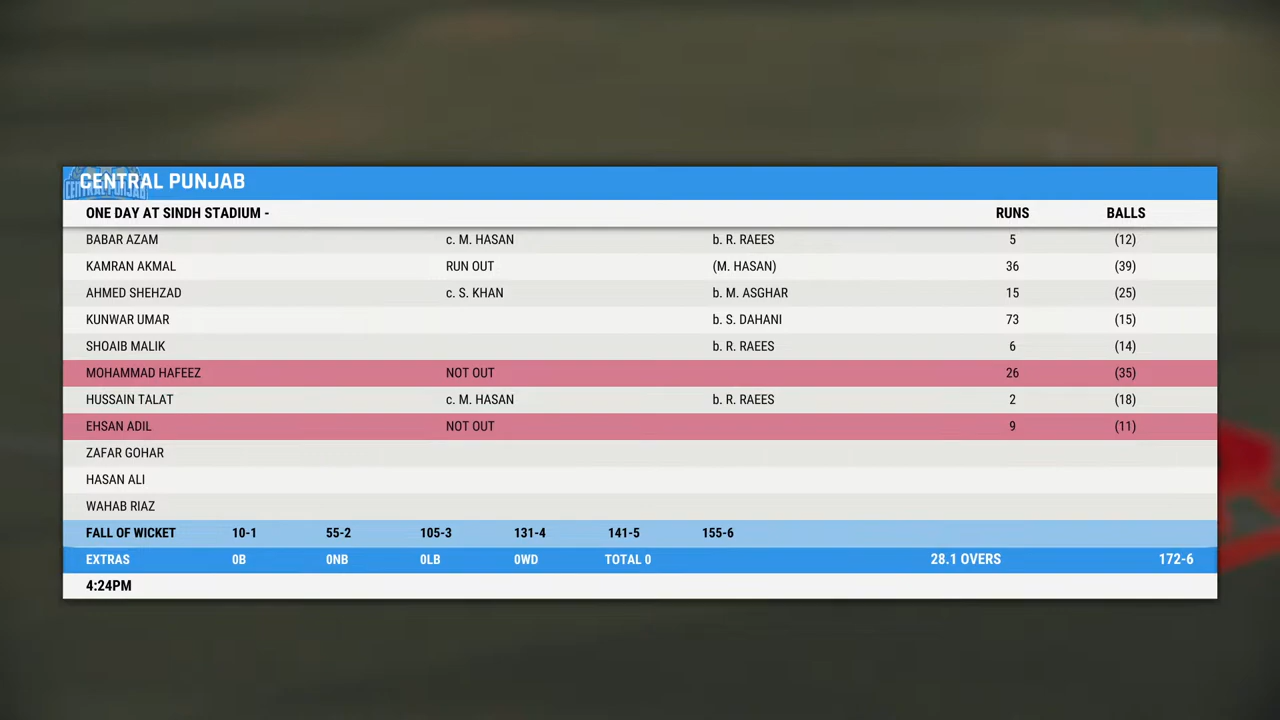 CENTRAL PUNJAB
ONE DAY AT SINDH STADIUM - RUNS BALLS
BABAR AZAM c. M. HASAN b. R. RAEES 5 (12)
KAMRAN AKMAL RUN OUT (M. HASAN) 36 (39)
AHMED SHEHZAD c. S. KHAN b. M. ASGHAR 15 (25)
KUNWAR UMAR b. S. DAHANI 73 (15)
SHOAIB MALIK b. R. RAEES 6 (14)
MOHAMMAD HAFEEZ NOT OUT 26 (35)
HUSSAIN TALAT c. M. HASAN b. R. RAEES 2 (18)
EHSAN ADIL NOT OUT 9 (11)
ZAFAR GOHAR
HASAN ALI
WAHAB RIAZ
FALL OF WICKET 10-1 55-2 105-3 131-4 141-5 155-6
EXTRAS 0B 0NB 0LB 0WD TOTAL 0 28.1 OVERS 172-6
4:24PM